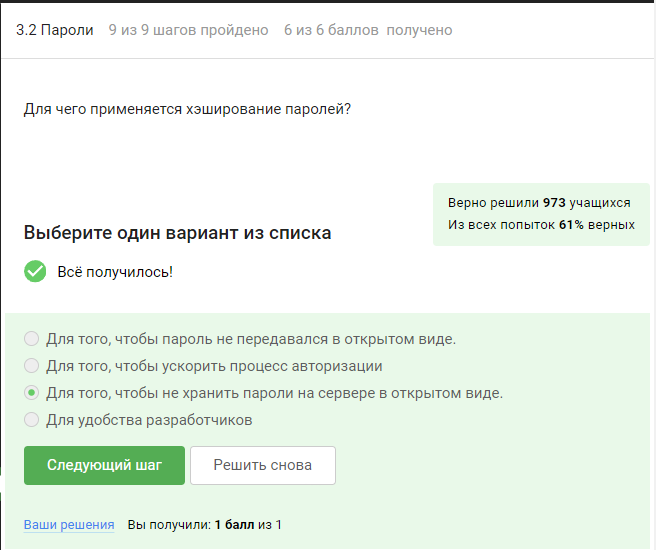 3.2 Пароли 9 из 9 шагов пройдено 6 из 6 баллов получено
Для чего применяется хэширование паролей?
Верно решили 973 учащихся
Из всех попыток 61% верных
Выберите один вариант из списка
Всё получилось!
Для того, чтобы пароль не передавался в открытом виде.
Для того, чтобы ускорить процесс авторизации
Для того, чтобы не хранить пароли на сервере в открытом виде.
Для удобства разработчиков
Следующий шаг Решить снова
Ваши решения Вы получили: 1 балл из 1